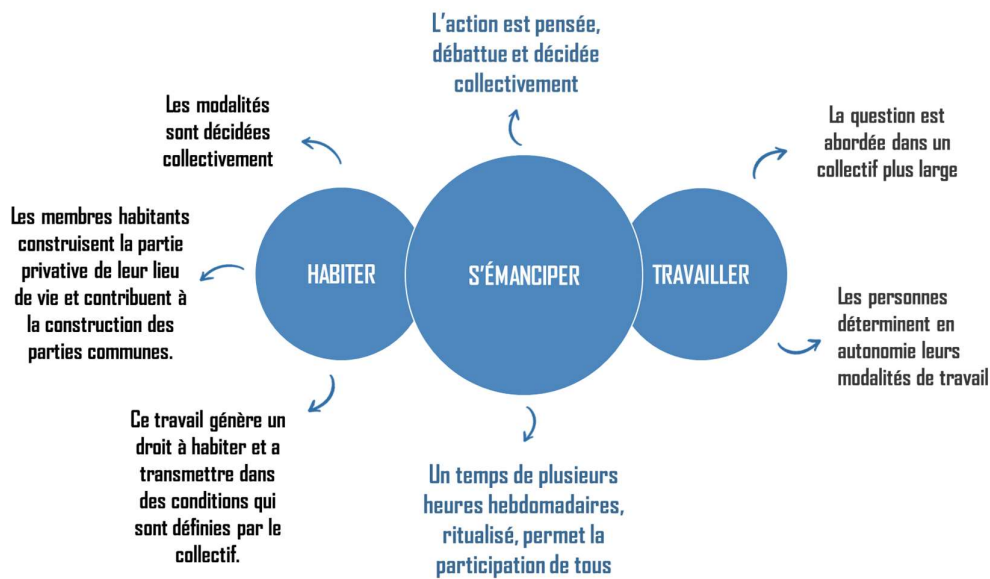 L'action est pensée,
débattue et décidée
collectivement
Les modalités
sont décidées
collectivement
La question est
abordée dans un
collectif plus large
Les membres habitants
construisent la partie
privative de leur lieu
de vie et contribuent à
la construction des
parties communes.
HABITER
S'ÉMANCIPER
TRAVAILLER
Les personnes
déterminent en
autonomie leurs
modalités de travail
Ce travail génère un
droit à habiter et a
transmettre dans
des conditions qui
sont définies par le
collectif.
Un temps de plusieurs
heures hebdomadaires,
ritualisé, permet la
participation de tous